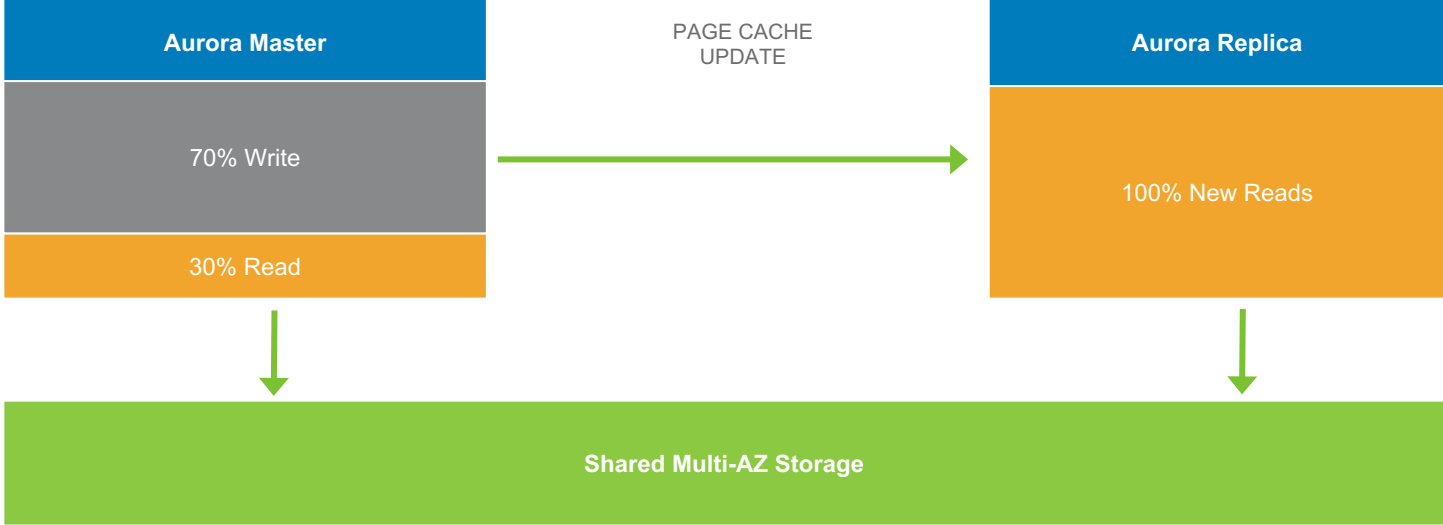 Aurora Master
PAGE CACHE
UPDATE
Aurora Replica
70% Write
100% New Reads
30% Read
Shared Multi-AZ Storage